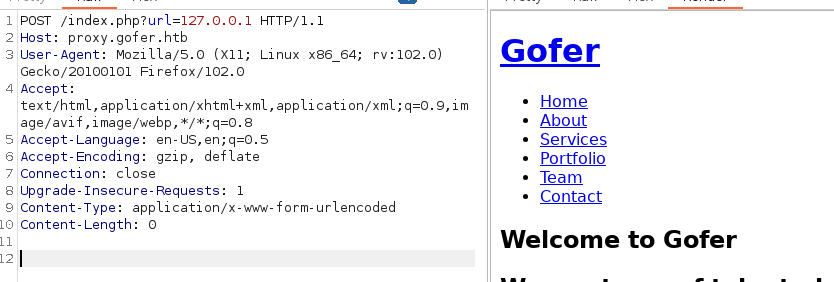 1 POST /index.php?url=127.0.0.1 HTTP/1.1
2 Host: proxy.gofer.htb
3 User-Agent: Mozilla/5.0 (X11; Linux x86_64; rv:102.0)
Gecko/20100101 Firefox/102.0
4 Accept:
text/html,application/xhtml+xml,application/xml;q=0.9,im
age/avif,image/webp,*/*;q=0.8
5 Accept-Language: en-US,en;q=0.5
6 Accept-Encoding: gzip, deflate
7 Connection: close
8 Upgrade-Insecure-Requests: 1
9 Content-Type: application/x-www-form-urlencoded
10 Content-Length: 0
11
12
Gofer
Home
About
Services
Portfolio
Team
Contact
Welcome to Gofer